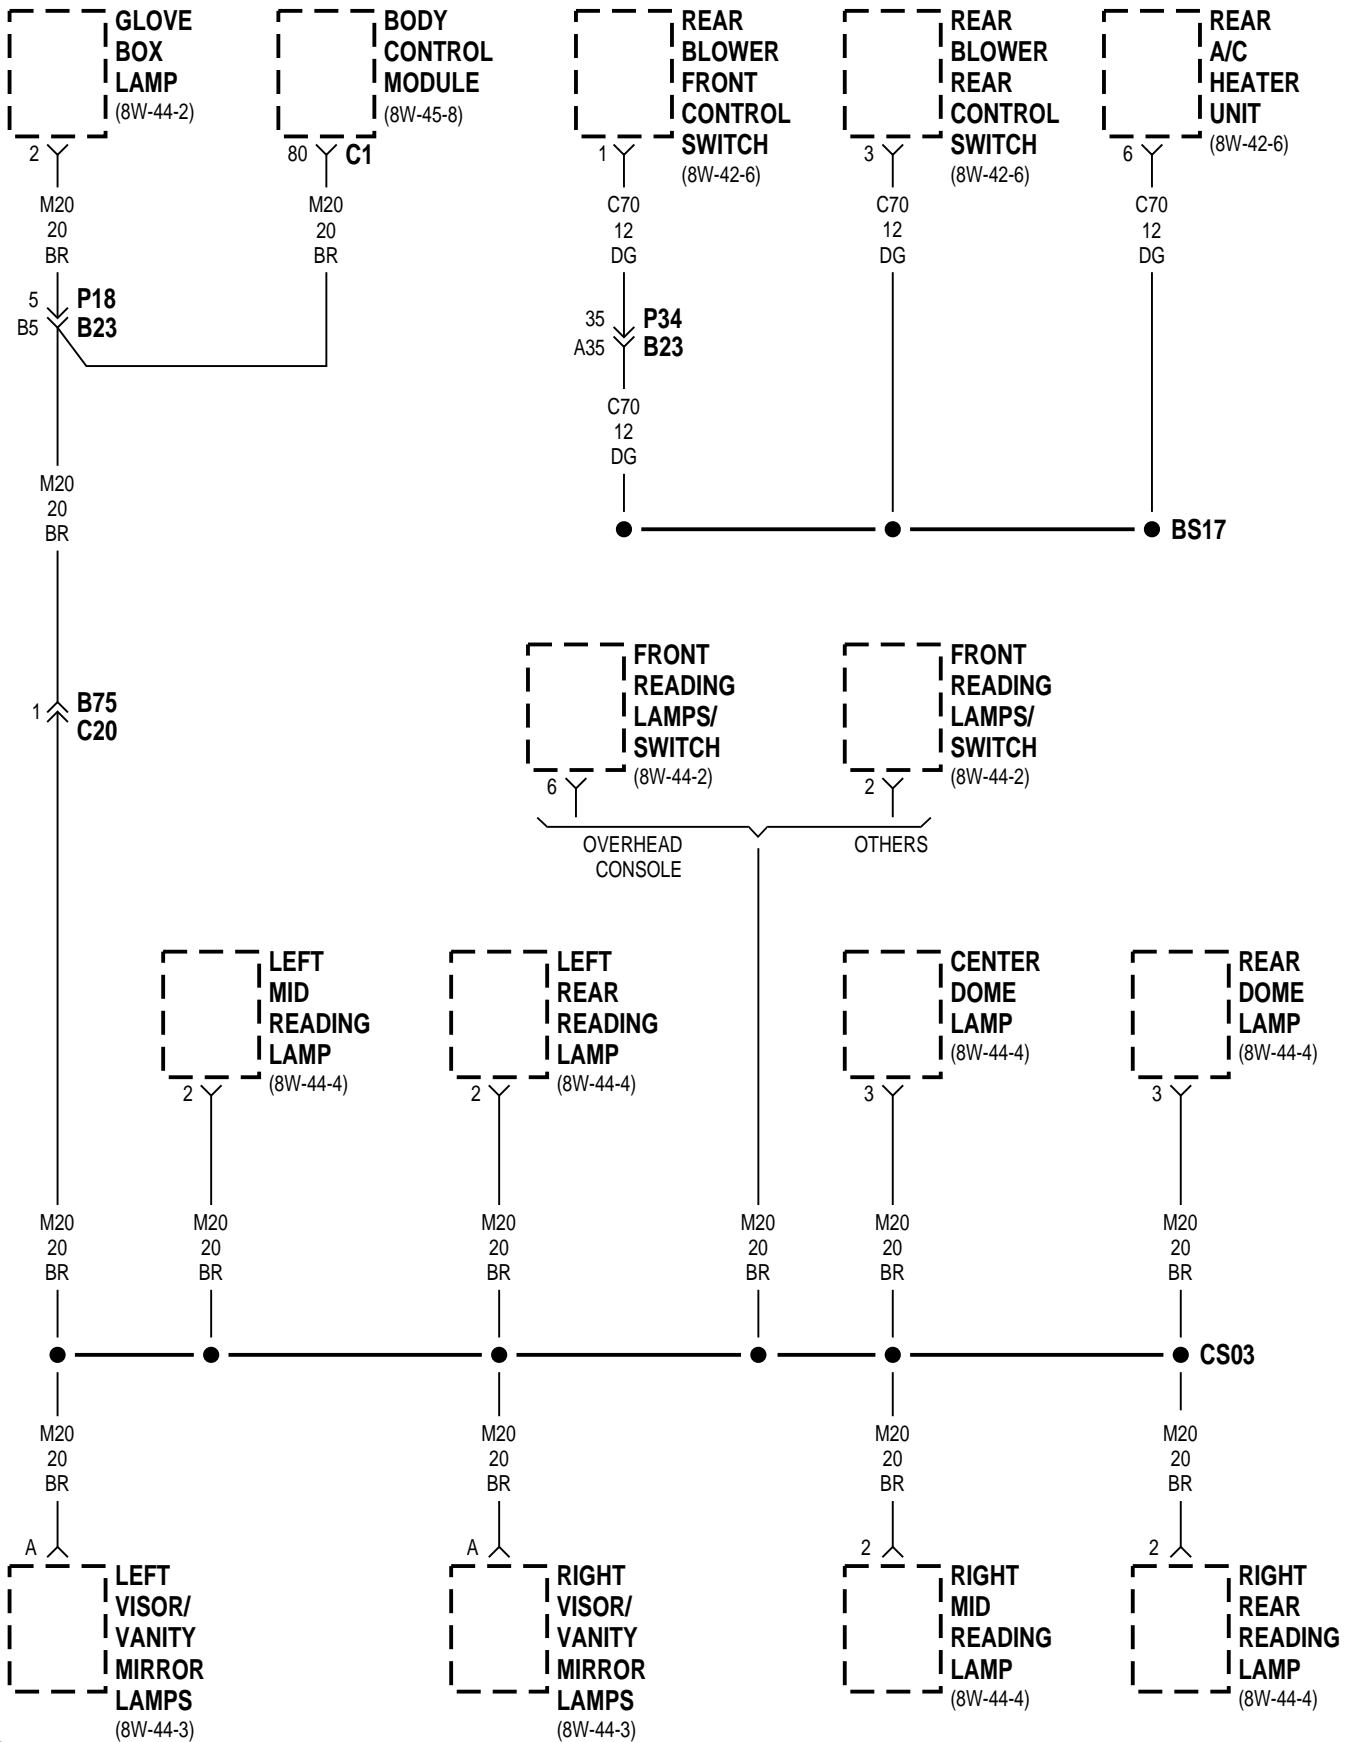 GLOVE
BOX
LAMP
(8W-44-2)
2
M20
20
BR
5 P18
B5 B23
BODY
CONTROL
MODULE
(8W-45-8)
80 C1
M20
20
BR
M20
20
BR
REAR
BLOWER
FRONT
CONTROL
SWITCH
(8W-42-6)
1
C70
12
DG
35 P34
A35 B23
C70
12
DG
REAR
BLOWER
REAR
CONTROL
SWITCH
(8W-42-6)
3
C70
12
DG
REAR
A/C
HEATER
UNIT
(8W-42-6)
6
C70
12
DG
BS17
1 B75
C20
FRONT
READING
LAMPS/
SWITCH
(8W-44-2)
6
OVERHEAD
CONSOLE
FRONT
READING
LAMPS/
SWITCH
(8W-44-2)
2
OTHERS
LEFT
MID
READING
LAMP
(8W-44-4)
2
LEFT
REAR
READING
LAMP
(8W-44-4)
2
CENTER
DOME
LAMP
(8W-44-4)
3
REAR
DOME
LAMP
(8W-44-4)
3
M20
20
BR
M20
20
BR
M20
20
BR
M20
20
BR
M20
20
BR
M20
20
BR
CS03
M20
20
BR
M20
20
BR
M20
20
BR
M20
20
BR
A
LEFT
VISOR/
VANITY
MIRROR
LAMPS
(8W-44-3)
A
RIGHT
VISOR/
VANITY
MIRROR
LAMPS
(8W-44-3)
2
RIGHT
MID
READING
LAMP
(8W-44-4)
2
RIGHT
REAR
READING
LAMP
(8W-44-4)